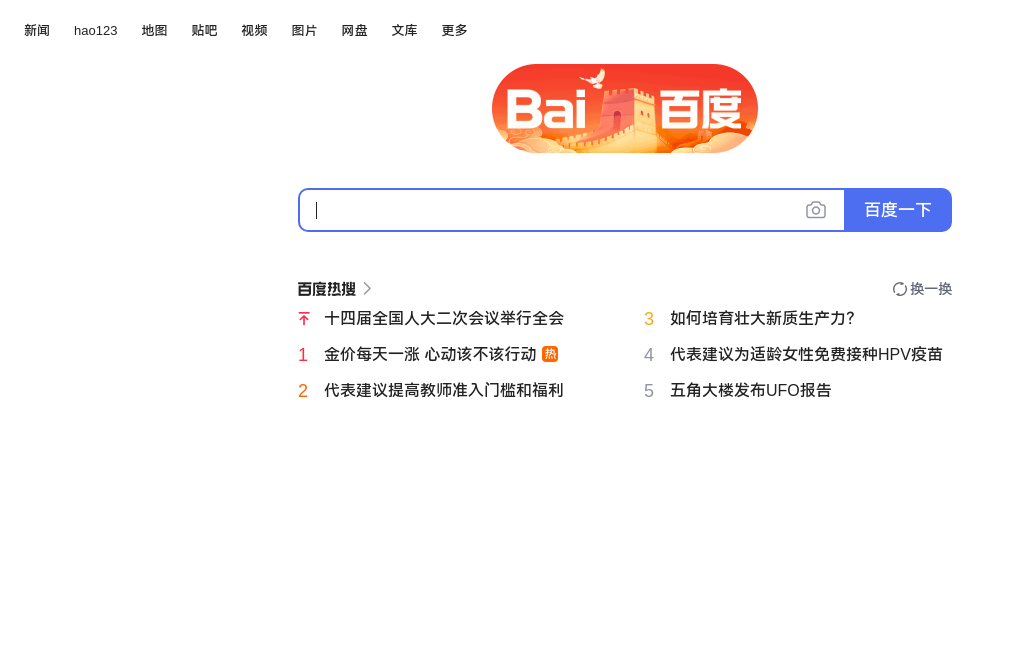 新闻 hao123 地图 贴吧 视频 图片 网盘 文库 更多
Bai 百度
百度一下
百度热搜
换一换
十四届全国人大二次会议举行全会
1 金价每天一涨 心动该不该行动 热
2 代表建议提高教师准入门槛和福利
3 如何培育壮大新质生产力？
4 代表建议为适龄女性免费接种HPV疫苗
5 五角大楼发布UFO报告